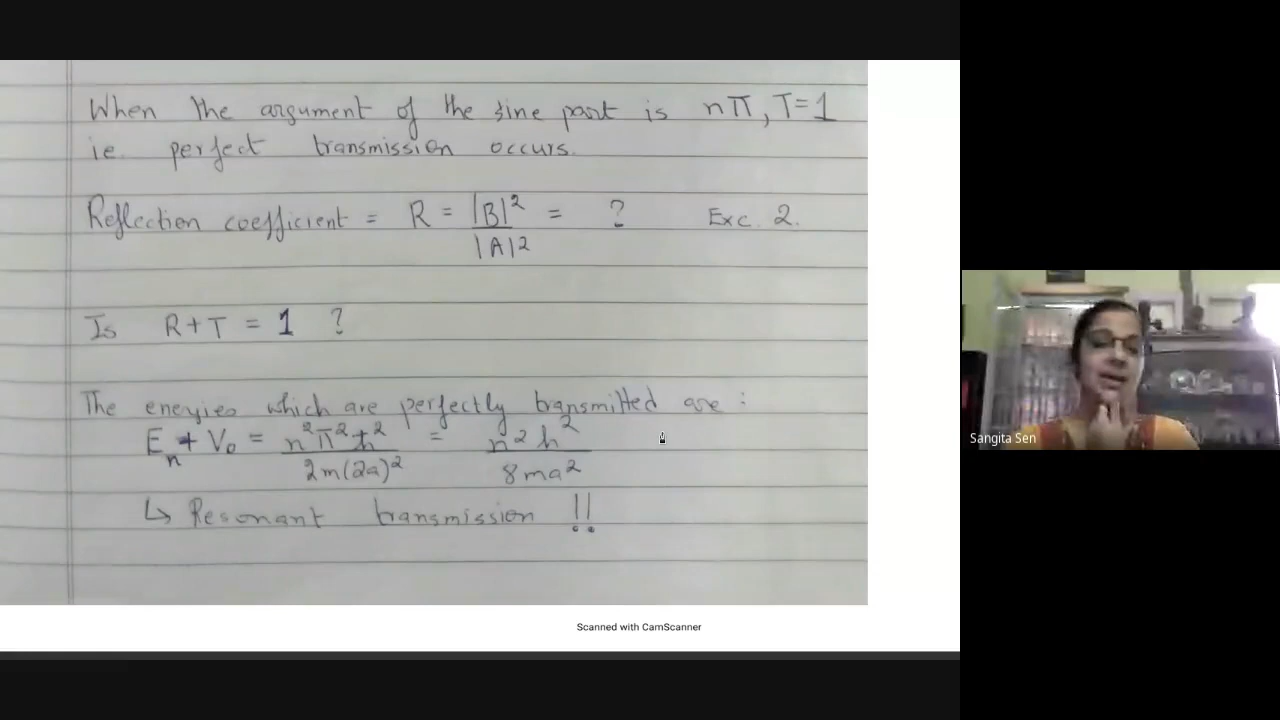 When the argument of the sine part is nπ, T=1
i.e. perfect transmission occurs.
Reflection coefficient = R = |B|²/|A|² = ? Exc. 2.
Is R+T = 1 ?
The energies which are perfectly transmitted are :
Eₙ + V₀ = n²π²ħ²/2m(2a)² = n²h²/8ma²
↳ Resonant transmission !!
Scanned with CamScanner
Sangita Sen